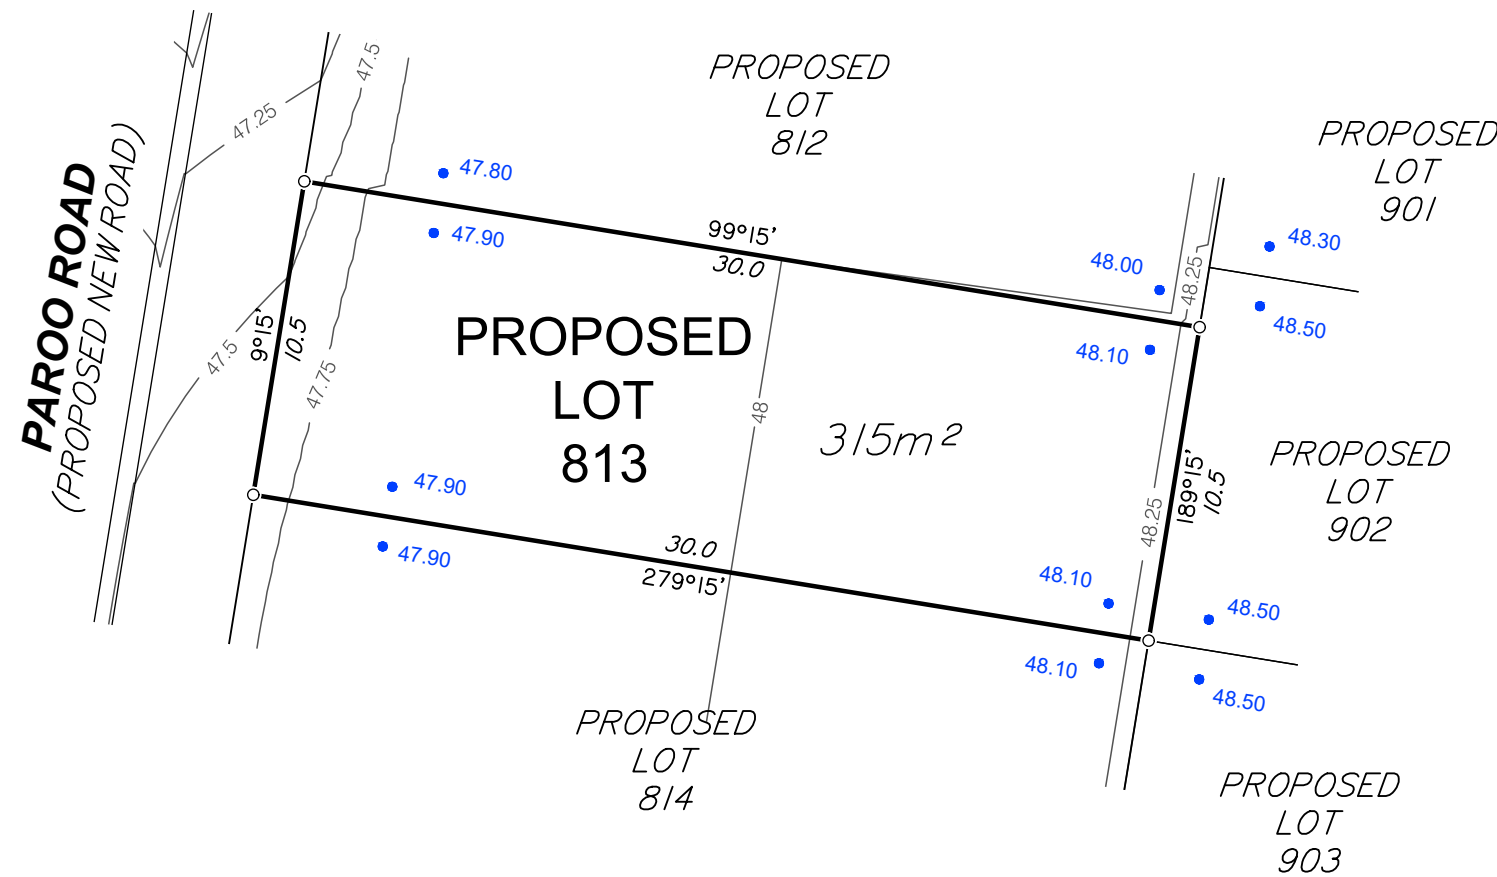 47.5
PROPOSED
LOT
812
47.25
PROPOSED
LOT
901
PAROO ROAD
(PROPOSED NEW ROAD)
47.80
47.90
99°15'
30.0
48.00
48.25
48.30
48.50
48.10
9°15'
10.5
47.5
47.75
PROPOSED
LOT
813
48
315m²
PROPOSED
LOT
902
189°15'
10.5
48.25
47.90
47.90
30.0
279°15'
48.10
48.10
48.50
48.50
PROPOSED
LOT
814
PROPOSED
LOT
903